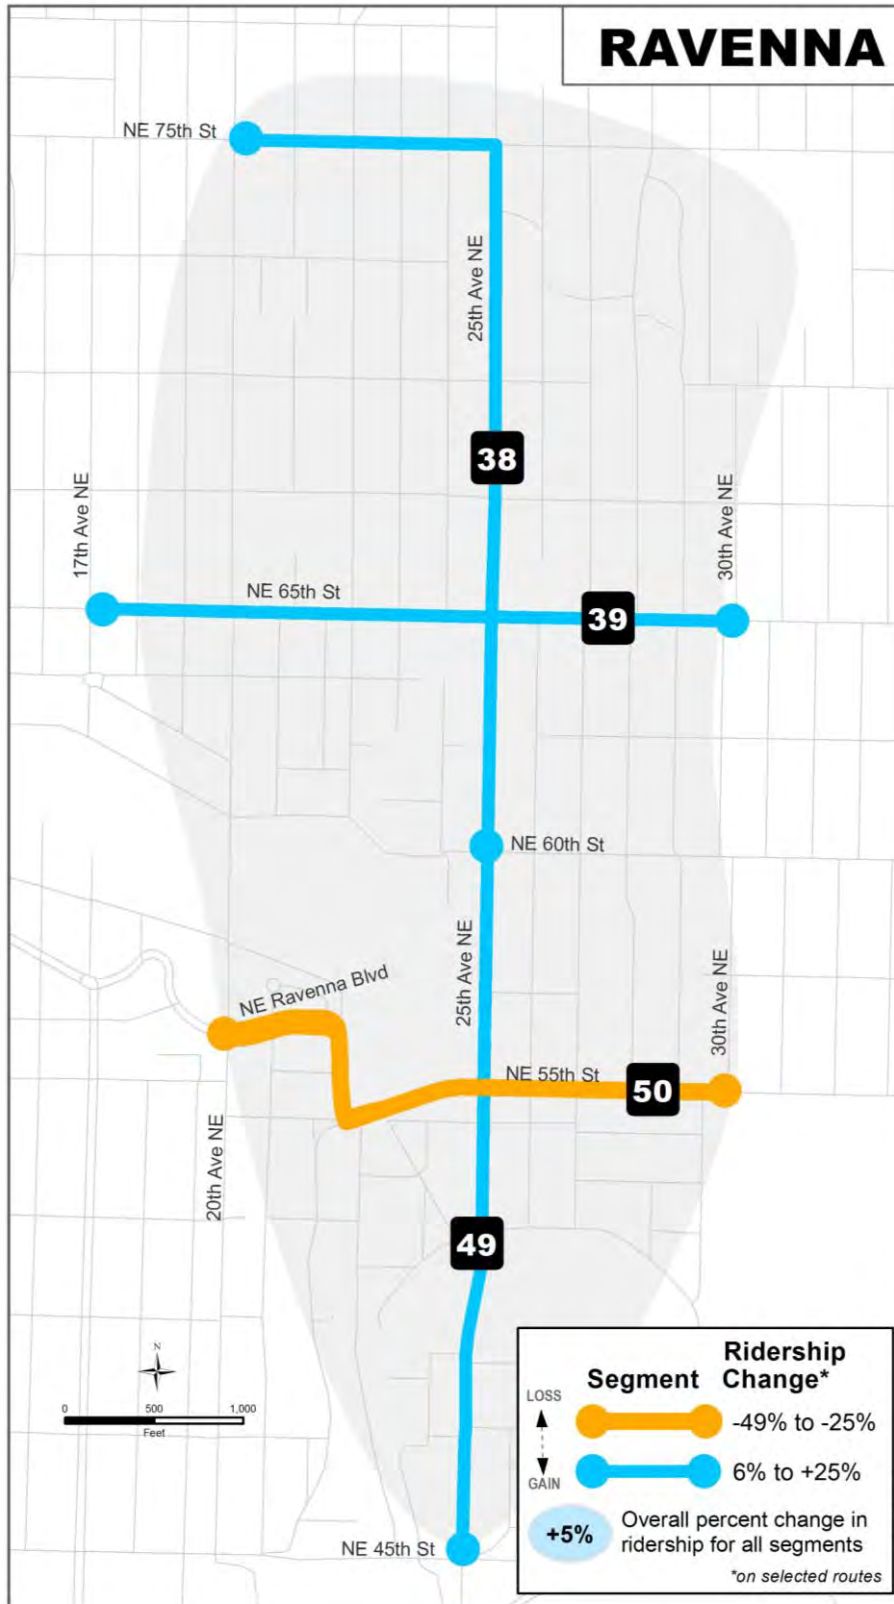 RAVENNA
NE 75th St
25th Ave NE
38
17th Ave NE
30th Ave NE
NE 65th St
39
NE 60th St
25th Ave NE
NE Ravenna Blvd
30th Ave NE
NE 55th St
50
20th Ave NE
49
N
0 500 1,000
Feet
NE 45th St
Segment
Ridership
Change*
LOSS
GAIN
-49% to -25%
6% to +25%
+5%
Overall percent change in
ridership for all segments
*on selected routes